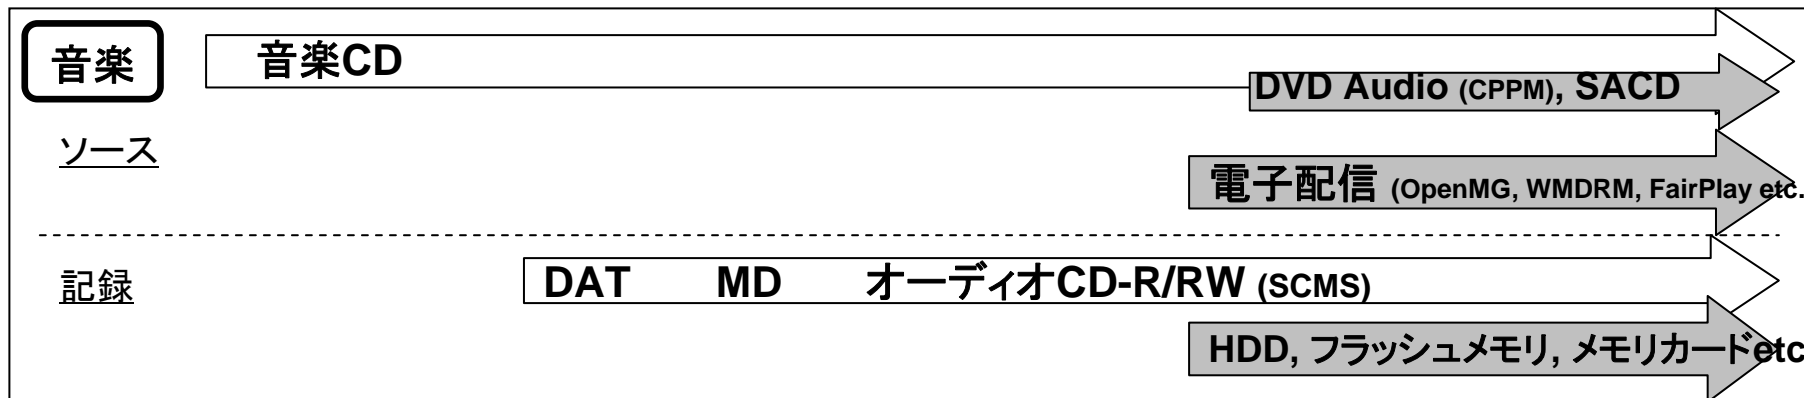 音楽
音楽CD
DVD Audio (CPPM), SACD
ソース
電子配信 (OpenMG, WMDRM, FairPlay etc.
記録
DAT MD オーディオCD-R/RW (SCMS)
HDD, フラッシュメモリ, メモリカードetc